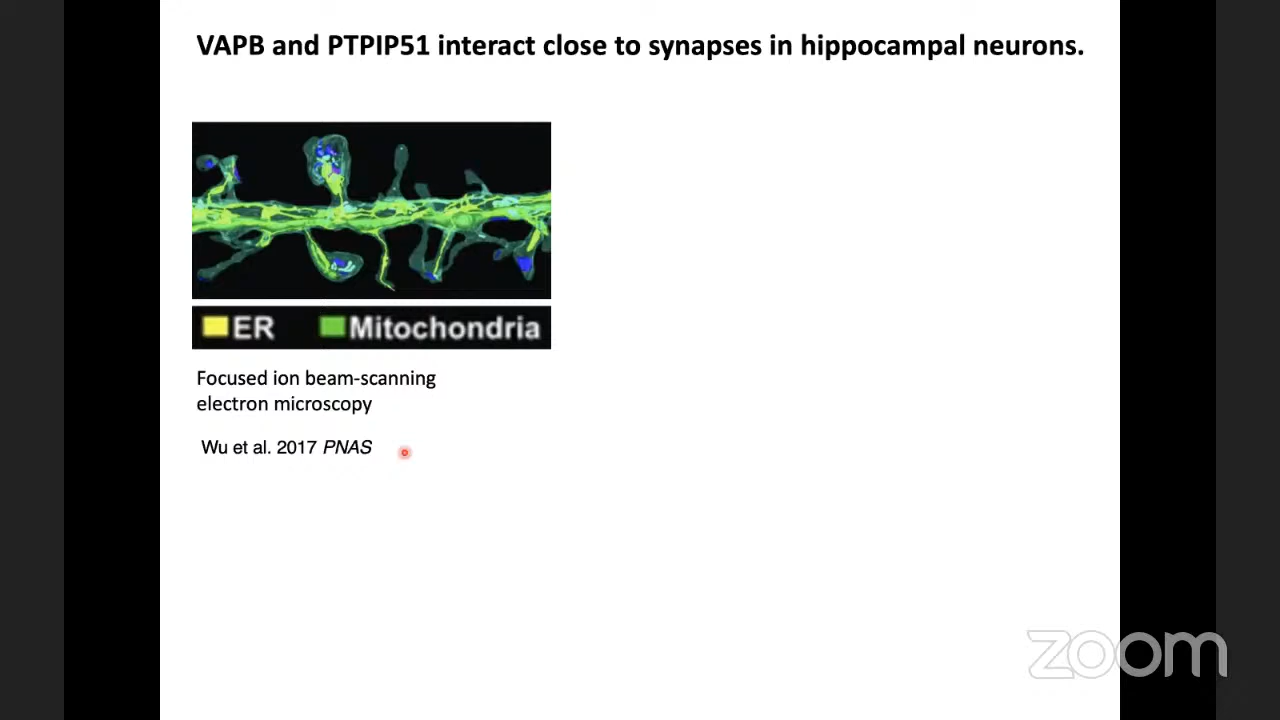 VAPB and PTPIP51 interact close to synapses in hippocampal neurons.
ER Mitochondria
Focused ion beam-scanning
electron microscopy
Wu et al. 2017 PNAS
zoom